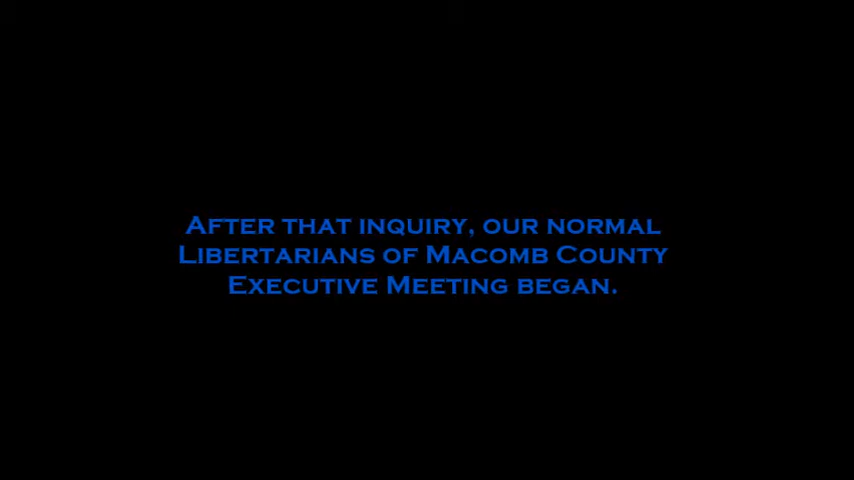 After that inquiry, our normal
Libertarians of Macomb County
Executive Meeting began.